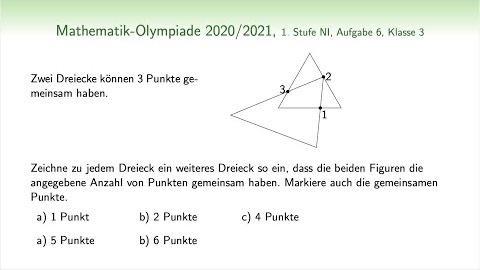 Mathematik-Olympiade 2020/2021, 1. Stufe NI, Aufgabe 6, Klasse 3
Zwei Dreiecke können 3 Punkte ge-
meinsam haben.
3
2
1
Zeichne zu jedem Dreieck ein weiteres Dreieck so ein, dass die beiden Figuren die
angegebene Anzahl von Punkten gemeinsam haben. Markiere auch die gemeinsamen
Punkte.
a) 1 Punkt b) 2 Punkte c) 4 Punkte
a) 5 Punkte b) 6 Punkte